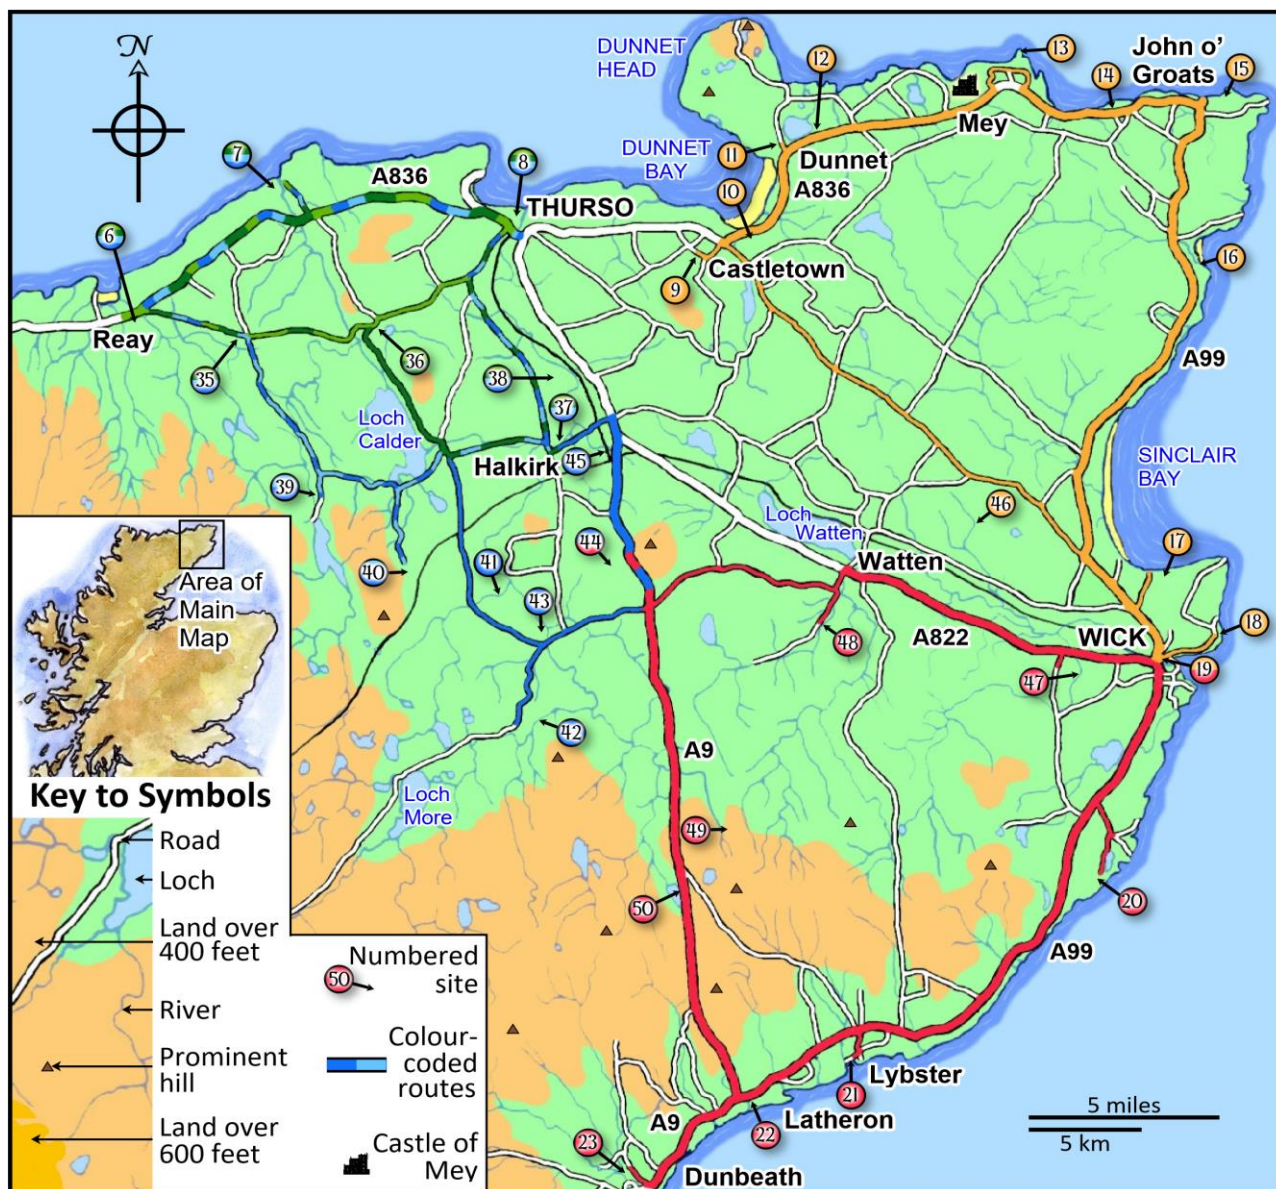 N
DUNNET
HEAD
12
13
John o'
Groats
14
15
7
A836
8
11
DUNNET
BAY
Dunnet
Mey
A836
10
THURSO
6
9
Castletown
16
Reay
35
36
38
A99
Loch
Calder
37
Halkirk
45
SINCLAIR
BAY
39
46
Loch
Watten
44
Watten
17
40
41
43
48
A822
WICK
18
47
19
42
A9
Loch
More
49
50
20
A99
21
Lybster
A9
22
Latheron
23
Dunbeath
5 miles
5 km
Area of
Main
Map
Key to Symbols
Road
Loch
Land over
400 feet
River
Prominent
hill
Land over
600 feet
50
Numbered
site
Colour-
coded
routes
Castle of
Mey